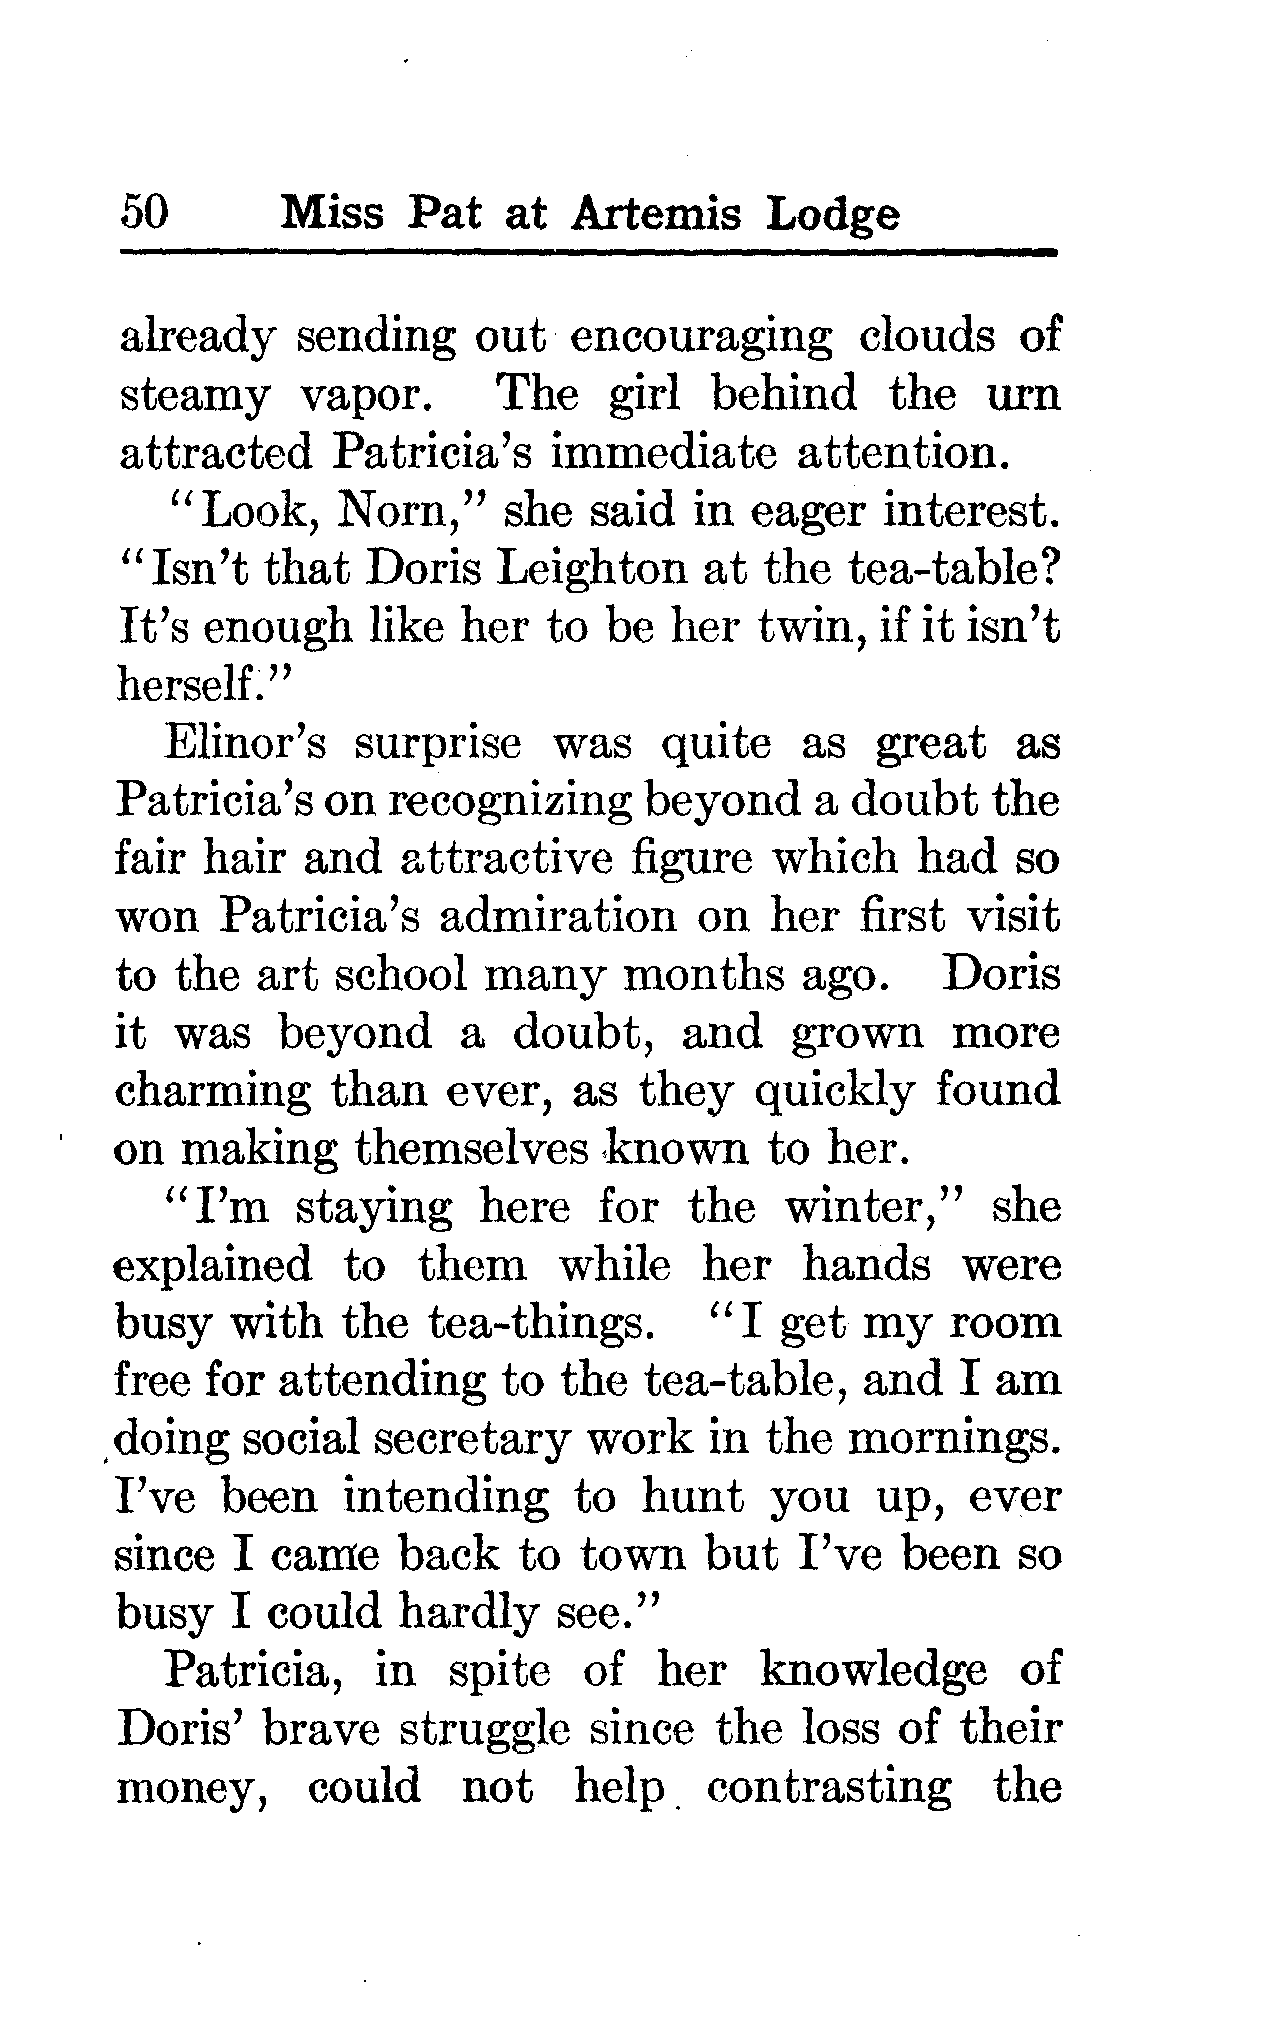 50 Miss Pat at Artemis Lodge
already sending out encouraging clouds of
steamy vapor. The girl behind the urn
attracted Patricia's immediate attention.
"Look, Norn," she said in eager interest.
"Isn't that Doris Leighton at the tea-table?
It's enough like her to be her twin, if it isn't
herself."
Elinor's surprise was quite as great as
Patricia's on recognizing beyond a doubt the
fair hair and attractive figure which had so
won Patricia's admiration on her first visit
to the art school many months ago. Doris
it was beyond a doubt, and grown more
charming than ever, as they quickly found
on making themselves known to her.
"I'm staying here for the winter," she
explained to them while her hands were
busy with the tea-things. "I get my room
free for attending to the tea-table, and I am
doing social secretary work in the mornings.
I've been intending to hunt you up, ever
since I came back to town but I've been so
busy I could hardly see."
Patricia, in spite of her knowledge of
Doris' brave struggle since the loss of their
money, could not help contrasting the